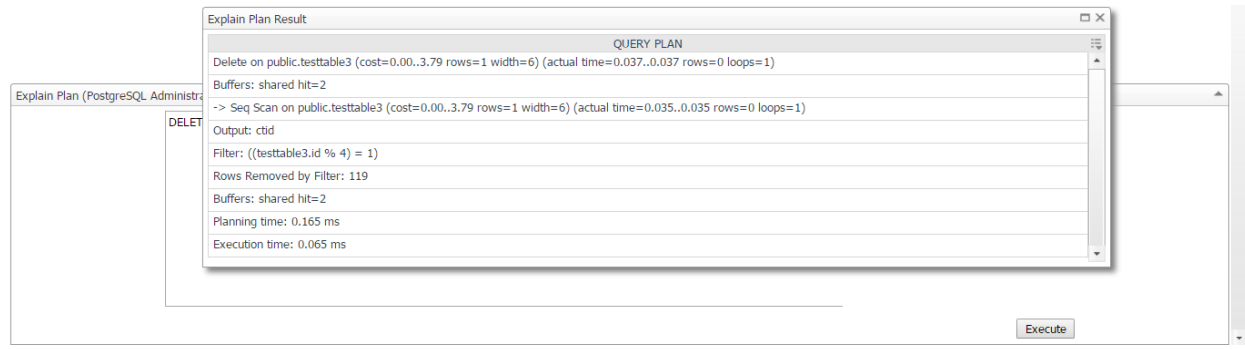 Explain Plan Result
QUERY PLAN
Delete on public.testtable3 (cost=0.00..3.79 rows=1 width=6) (actual time=0.037..0.037 rows=0 loops=1)
Buffers: shared hit=2
-> Seq Scan on public.testtable3 (cost=0.00..3.79 rows=1 width=6) (actual time=0.035..0.035 rows=0 loops=1)
Output: ctid
Filter: ((testtable3.id % 4) = 1)
Rows Removed by Filter: 119
Buffers: shared hit=2
Planning time: 0.165 ms
Execution time: 0.065 ms
Explain Plan (PostgreSQL Administra
DELET
Execute